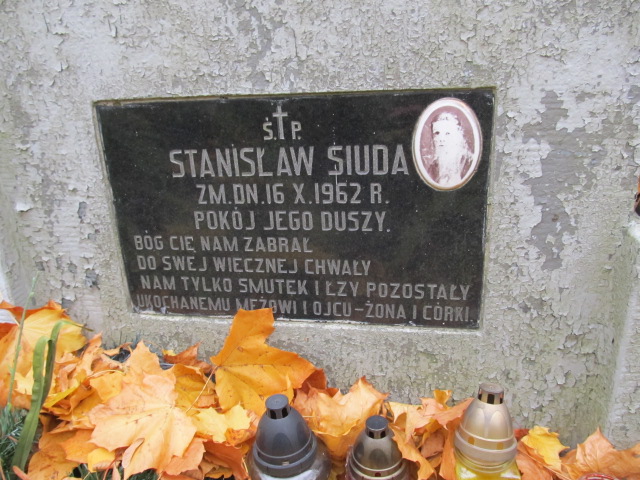 Ś. P.
STANISŁAW SIUDA
ZM. DN. 16 X. 1962 R.
POKÓJ JEGO DUSZY.
BÓG CIĘ NAM ZABRAŁ
DO SWEJ WIECZNEJ CHWAŁY
NAM TYLKO SMUTEK I ŁZY POZOSTAŁY
UKOCHANEMU MĘŻOWI I OJCU - ŻONA I CÓRKI